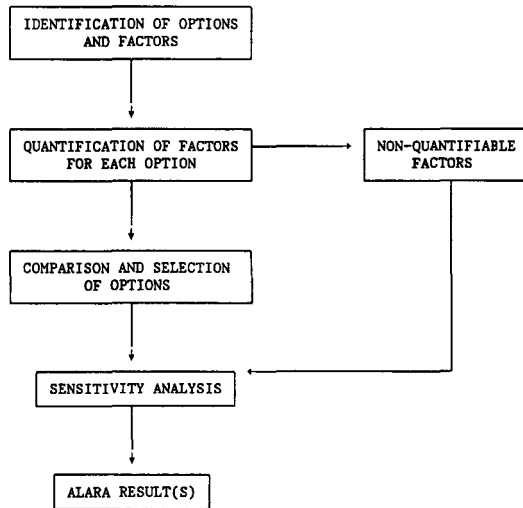 IDENTIFICATION OF OPTIONS
AND FACTORS
QUANTIFICATION OF FACTORS
FOR EACH OPTION
NON-QUANTIFIABLE
FACTORS
COMPARISON AND SELECTION
OF OPTIONS
SENSITIVITY ANALYSIS
ALARA RESULT(S)